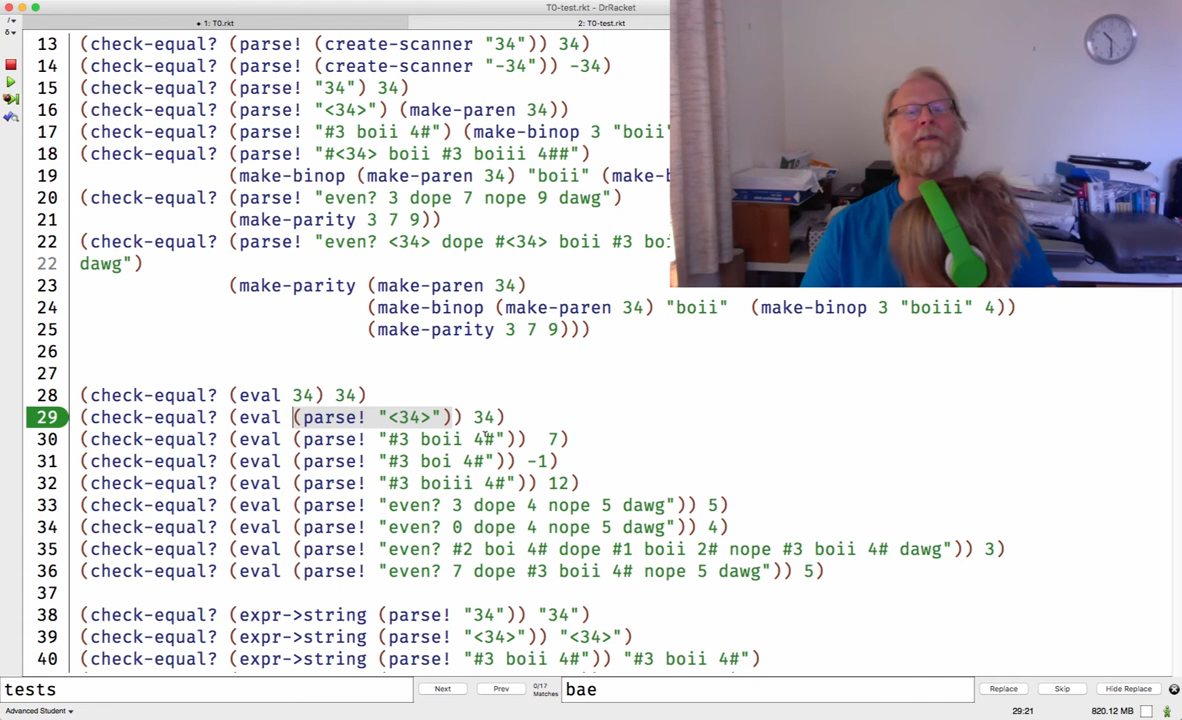 T0-test.rkt - DrRacket
1: T0.rkt
2: T0-test.rkt
13 (check-equal? (parse! (create-scanner "34")) 34)
14 (check-equal? (parse! (create-scanner "-34")) -34)
15 (check-equal? (parse! "34") 34)
16 (check-equal? (parse! "<34>") (make-paren 34))
17 (check-equal? (parse! "#3 boii 4#") (make-binop 3 "boii"
18 (check-equal? (parse! "#<34> boii #3 boiii 4##")
19 (make-binop (make-paren 34) "boii" (make-b
20 (check-equal? (parse! "even? 3 dope 7 nope 9 dawg")
21 (make-parity 3 7 9))
22 (check-equal? (parse! "even? <34> dope #<34> boii #3 boi
22 dawg")
23 (make-parity (make-paren 34)
24 (make-binop (make-paren 34) "boii" (make-binop 3 "boiii" 4))
25 (make-parity 3 7 9)))
26
27
28 (check-equal? (eval 34) 34)
29 (check-equal? (eval (parse! "<34>")) 34)
30 (check-equal? (eval (parse! "#3 boii 4#")) 7)
31 (check-equal? (eval (parse! "#3 boi 4#")) -1)
32 (check-equal? (eval (parse! "#3 boiii 4#")) 12)
33 (check-equal? (eval (parse! "even? 3 dope 4 nope 5 dawg")) 5)
34 (check-equal? (eval (parse! "even? 0 dope 4 nope 5 dawg")) 4)
35 (check-equal? (eval (parse! "even? #2 boi 4# dope #1 boii 2# nope #3 boii 4# dawg")) 3)
36 (check-equal? (eval (parse! "even? 7 dope #3 boii 4# nope 5 dawg")) 5)
37
38 (check-equal? (expr->string (parse! "34")) "34")
39 (check-equal? (expr->string (parse! "<34>")) "<34>")
40 (check-equal? (expr->string (parse! "#3 boii 4#")) "#3 boii 4#")
tests
Next
Prev
0/17 Matches
bae
Replace
Skip
Hide Replace
Advanced Student
29:21
820.12 MB